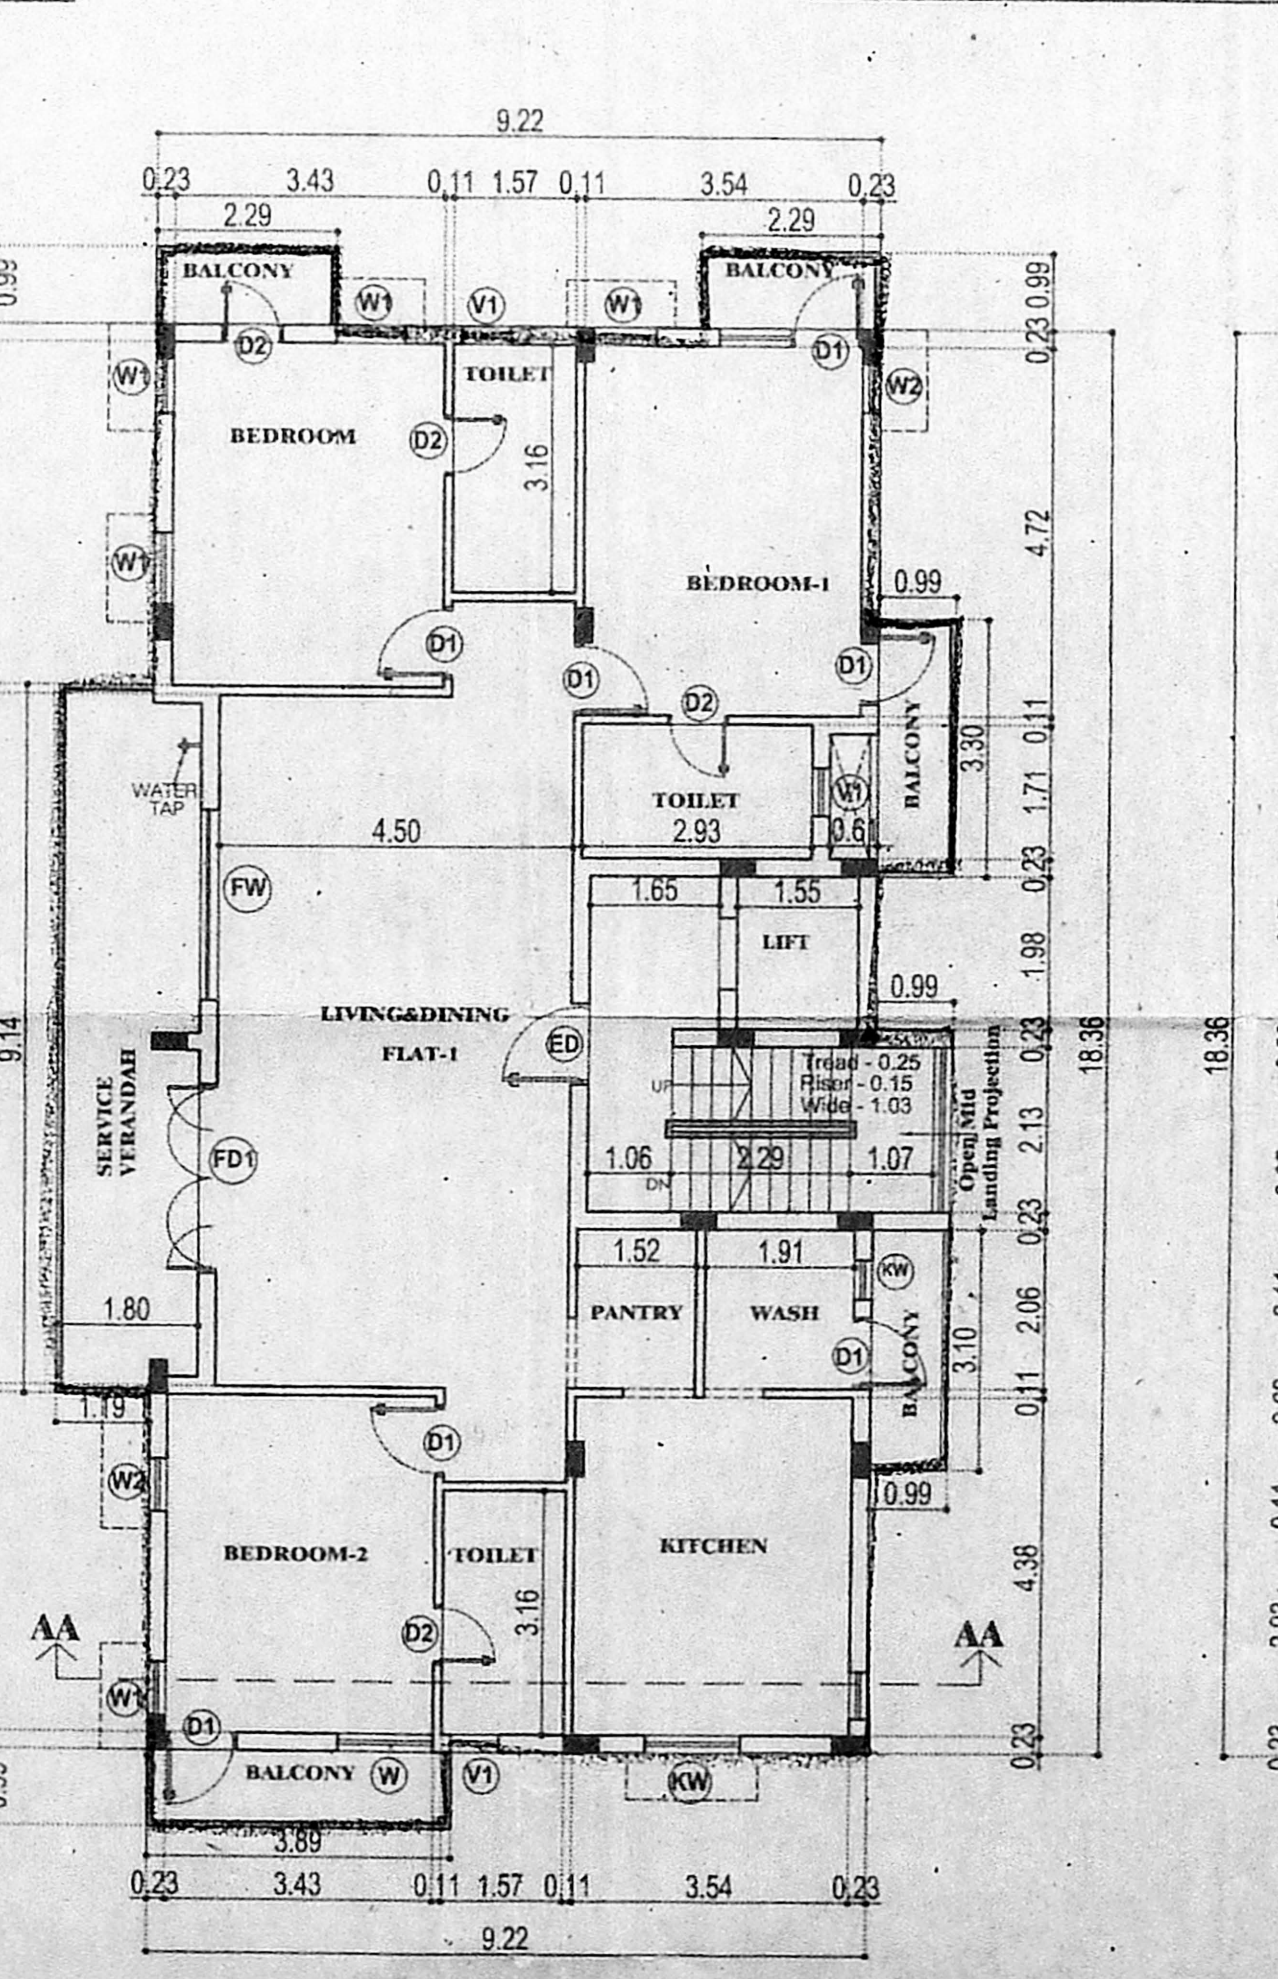 9.22
0.23 3.43 0.11 1.57 0.11 3.54 0.23
2.29 2.29
BALCONY BALCONY
0.99
0.99
W1 V1 W1
D2 D1
0.23
W1 TOILET W2
BEDROOM D2
3.16
4.72
W1 BEDROOM-1 0.99
D1 D1 D1
D2
BALCONY
3.30
0.11
WATER
TAP
TOILET V1
1.71
4.50 2.93 0.6
0.23
FW 1.65 1.55
LIFT
1.98
0.99
LIVING&DINING
FLAT-1
ED
9.14
0.23
18.36
18.36
Tread - 0.25
Riser - 0.15
Wide - 1.03
UP
Open Mid
Landing Projection
SERVICE
VERANDAH
FD1
2.13
1.06 2.29 1.07
DN
0.23
1.52 1.91 KW
1.80 PANTRY WASH
2.06
D1
BALCONY
3.10
1.19
0.11
D1
W2 0.99
BEDROOM-2 TOILET KITCHEN
4.38
3.16
AA D2 AA
W1 D1
0.23
BALCONY W V1 KW
3.89
0.23 3.43 0.11 1.57 0.11 3.54 0.23
9.22